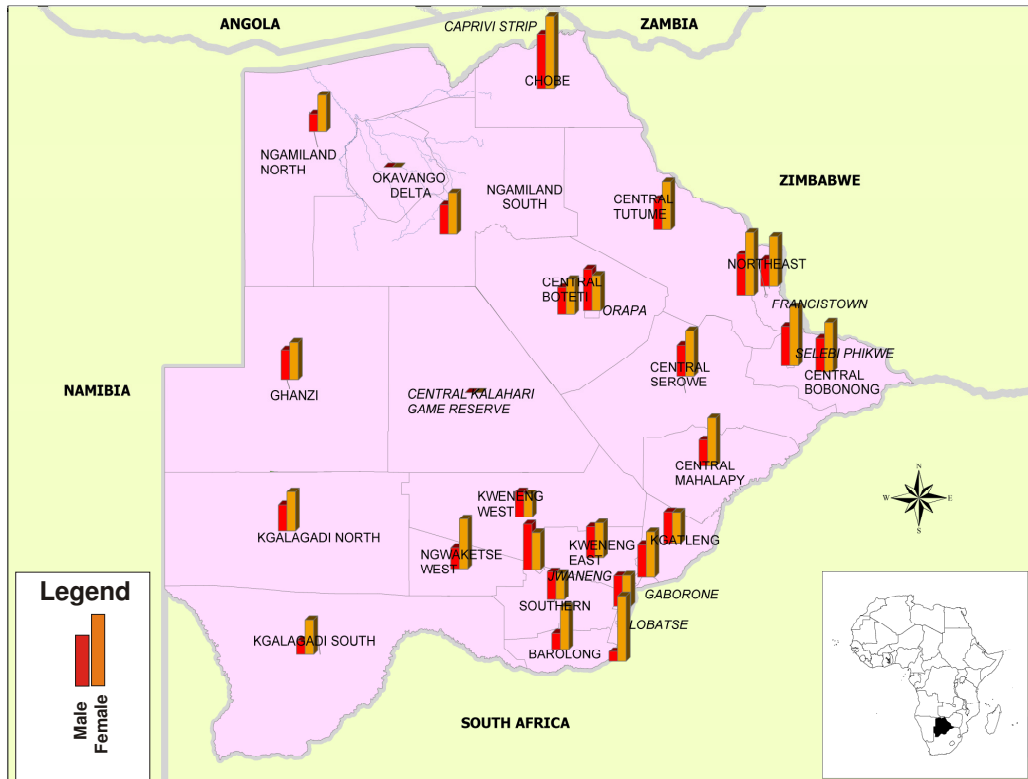 ANGOLA
ZAMBIA
CAPRIVI STRIP
CHOBE
NGAMILAND
NORTH
OKAVANGO
DELTA
NGAMILAND
SOUTH
ZIMBABWE
CENTRAL
TUTUME
NORTHEAST
CENTRAL
BOTETI
ORAPA
FRANCISTOWN
SELEBI PHIKWE
CENTRAL
SEROWE
CENTRAL
BOBONONG
NAMIBIA
GHANZI
CENTRAL KALAHARI
GAME RESERVE
CENTRAL
MAHALAPY
N
W
E
S
KWENENG
WEST
KGALAGADI NORTH
NGWAKETSE
WEST
KWENENG
EAST
KGATLENG
JWANENG
GABORONE
SOUTHERN
LOBATSE
KGALAGADI SOUTH
BAROLONG
SOUTH AFRICA
Legend
Male
Female